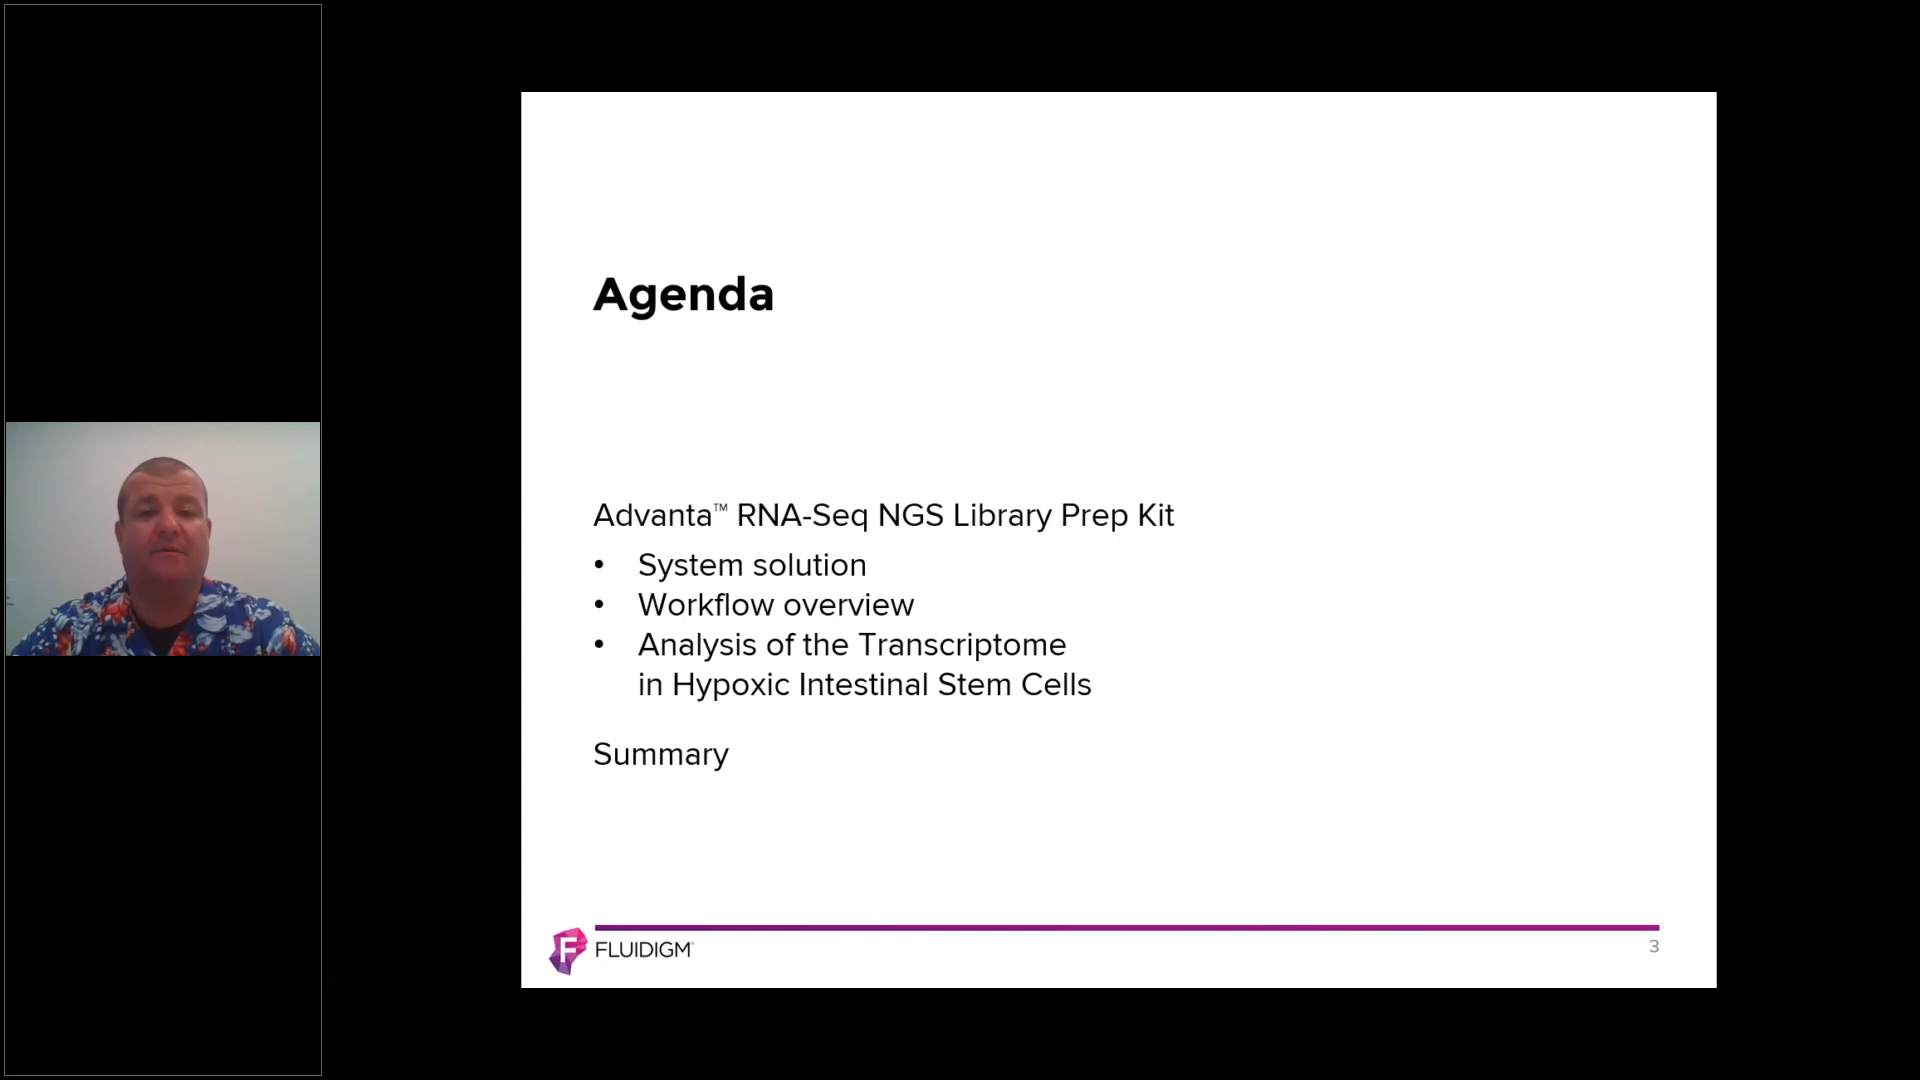 Agenda
Advanta™ RNA-Seq NGS Library Prep Kit
• System solution
• Workflow overview
• Analysis of the Transcriptome
in Hypoxic Intestinal Stem Cells
Summary
F FLUIDIGM
3